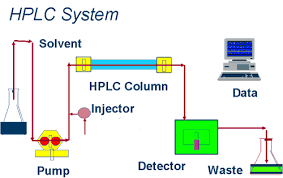 HPLC System
Solvent
HPLC Column
Injector
Data
Pump
Detector
Waste